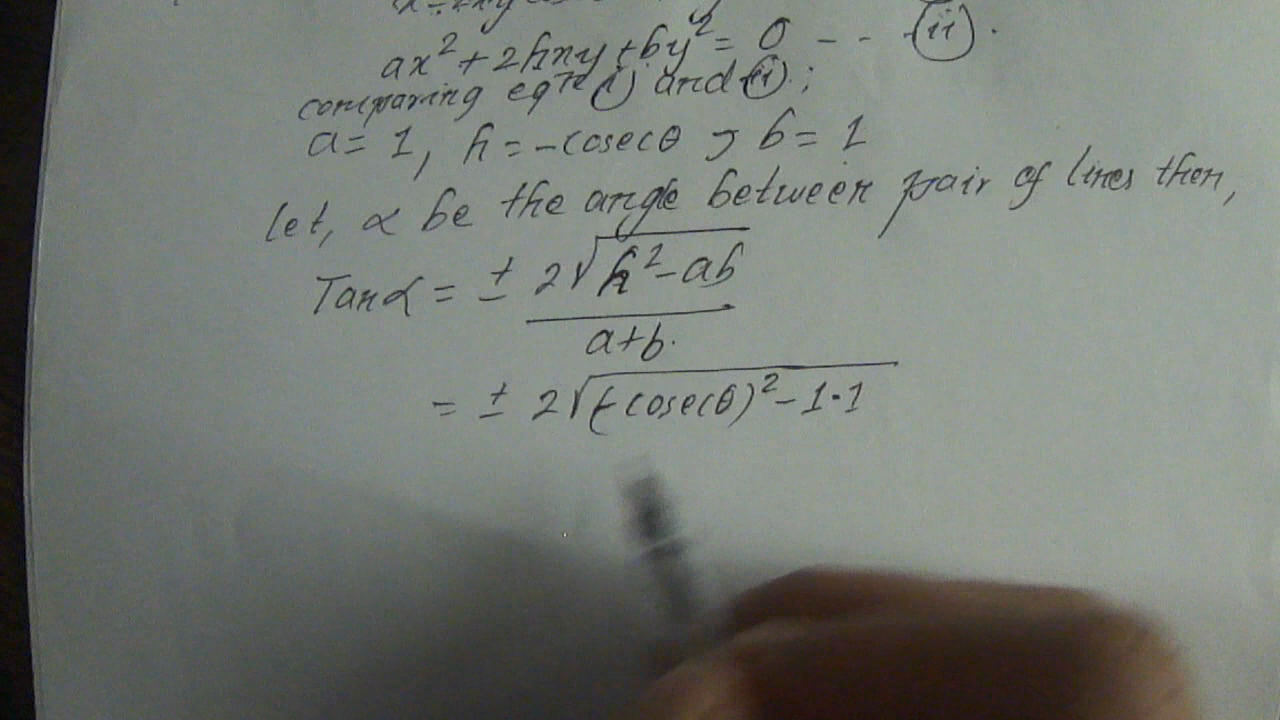 ax² + 2hxy + by² = 0 - - - (ii).
comparing eqⁿ (i) and (ii);
a = 1, h = -cosecθ, b = 1
let, α be the angle between pair of lines then,
Tanα = ± 2√(h² - ab)
a+b.
= ± 2√((-cosecθ)² - 1·1